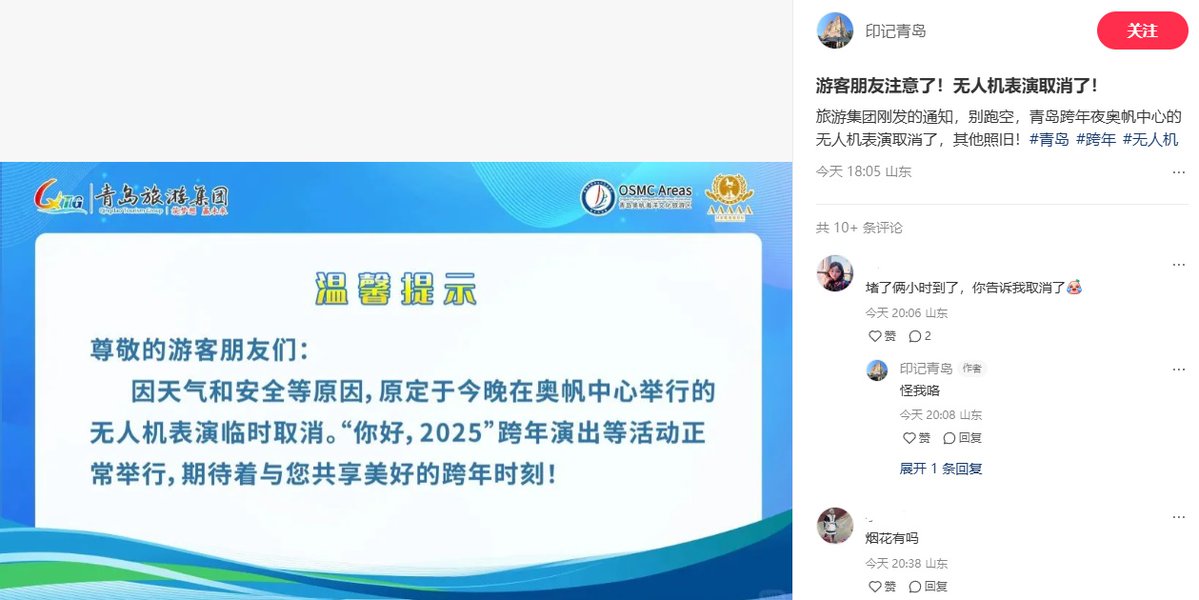 青岛旅游集团
Qingdao Tourism Group
OSMC Areas
AAAAA
温馨提示
尊敬的游客朋友们：
因天气和安全等原因，原定于今晚在奥帆中心举行的
无人机表演临时取消。“你好，2025”跨年演出等活动正
常举行，期待着与您共享美好的跨年时刻！
印记青岛
关注
游客朋友注意了！无人机表演取消了！
旅游集团刚发的通知，别跑空，青岛跨年夜奥帆中心的
无人机表演取消了，其他照旧！#青岛 #跨年 #无人机
今天 18:05 山东
共 10+ 条评论
堵了俩小时到了，你告诉我取消了
今天 20:06 山东
赞 2
印记青岛 作者
怪我咯
今天 20:08 山东
赞 回复
展开 1 条回复
烟花有吗
今天 20:38 山东
赞 回复